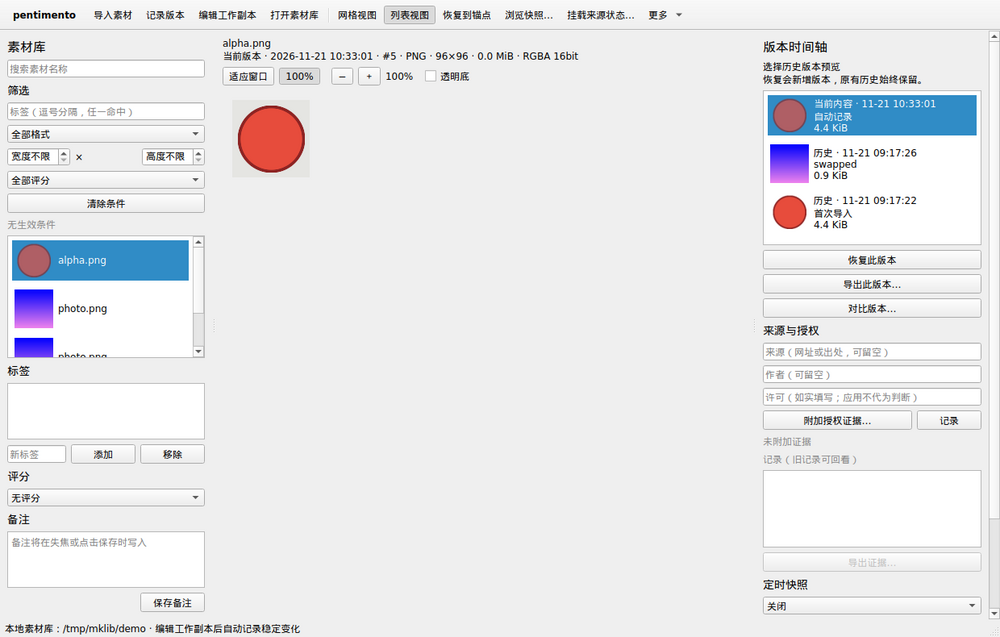 pentimento 导入素材 记录版本 编辑工作副本 打开素材库 网格视图 列表视图 恢复到锚点 浏览快照… 挂载来源状态… 更多
素材库
搜索素材名称
筛选
标签（逗号分隔，任一命中）
全部格式
宽度不限 × 高度不限
全部评分
清除条件
无生效条件
alpha.png
photo.png
photo.png
标签
新标签 添加 移除
评分
无评分
备注
备注将在失焦或点击保存时写入
保存备注
alpha.png
当前版本 · 2026-11-21 10:33:01 · #5 · PNG · 96×96 · 0.0 MiB · RGBA 16bit
适应窗口 100% − + 100% 透明底
版本时间轴
选择历史版本预览
恢复会新增版本，原有历史始终保留。
当前内容 · 11-21 10:33:01
自动记录
4.4 KiB
历史 · 11-21 09:17:26
swapped
0.9 KiB
历史 · 11-21 09:17:22
首次导入
4.4 KiB
恢复此版本
导出此版本…
对比版本…
来源与授权
来源（网址或出处，可留空）
作者（可留空）
许可（如实填写；应用不代为判断）
附加授权证据… 记录
未附加证据
记录（旧记录可回看）
导出证据…
定时快照
关闭
本地素材库：/tmp/mklib/demo · 编辑工作副本后自动记录稳定变化